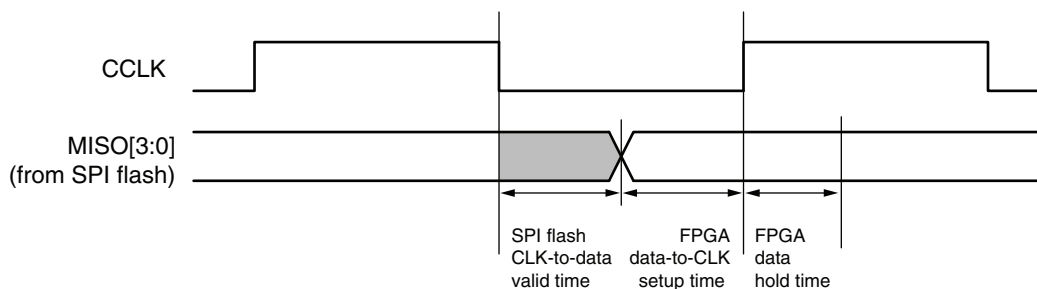 CCLK
MISO[3:0]
(from SPI flash)
SPI flash
CLK-to-data
valid time
FPGA
data-to-CLK
setup time
FPGA
data
hold time